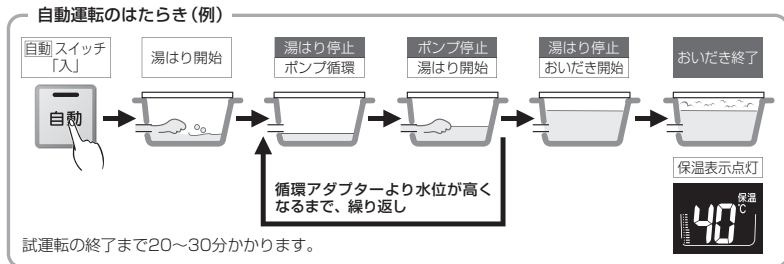 自動運転のはたらき(例)
自動 スイッチ
「入」
自動
湯はり開始
湯はり停止
ポンプ循環
ポンプ停止
湯はり開始
湯はり停止
おいだき開始
おいだき終了
循環アダプターより水位が高く
なるまで、繰り返し
保温表示点灯
保温
40℃
試運転の終了まで20～30分かかります。